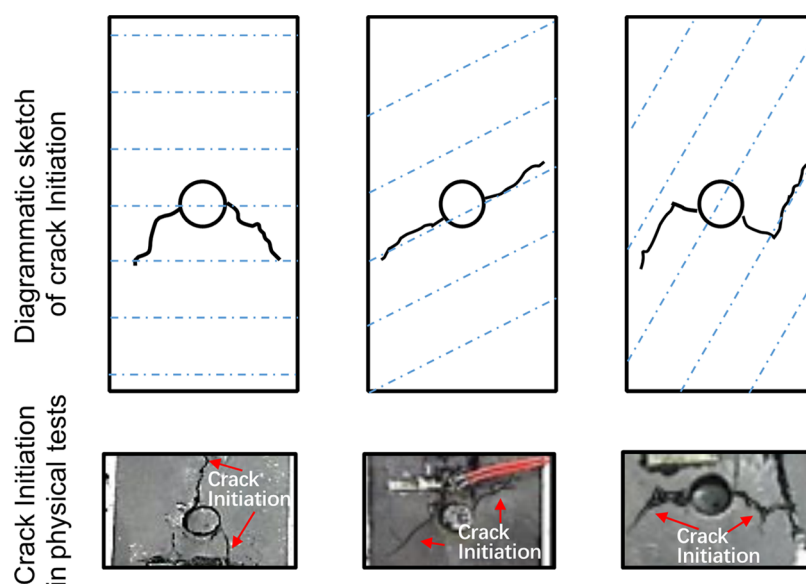 Diagrammatic sketch
of crack Initiation
Crack Initiation
in physical tests
Crack
Initiation
Crack
Initiation
Crack
Initiation